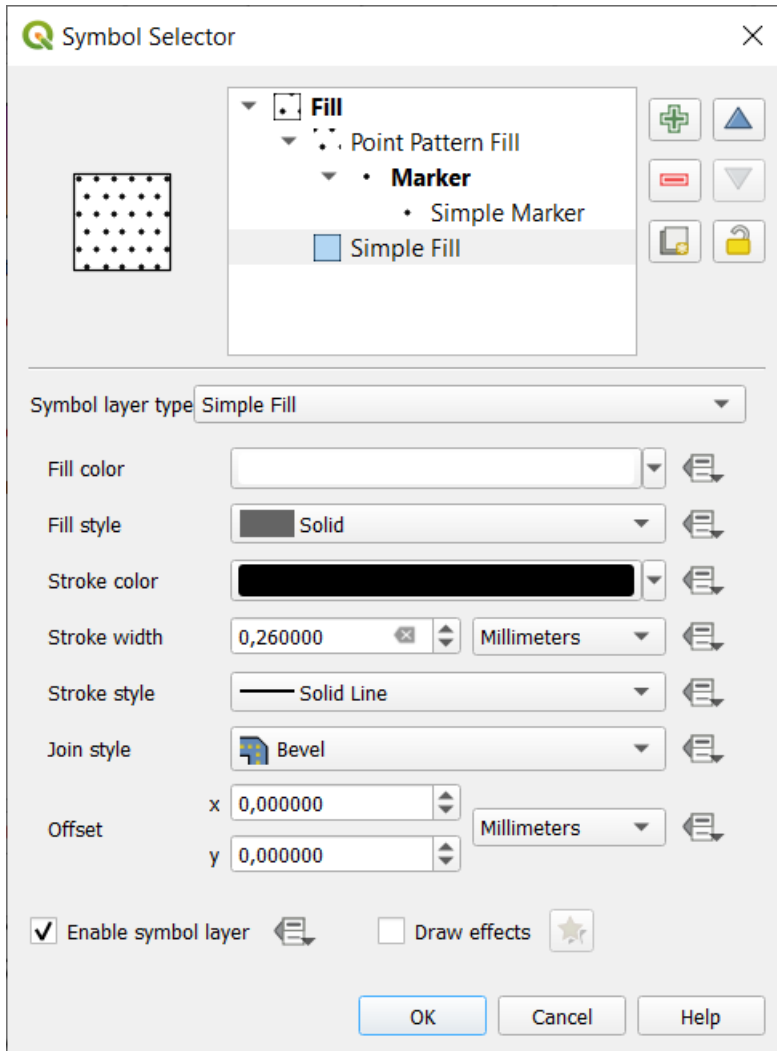 Symbol Selector
Fill
Point Pattern Fill
Marker
Simple Marker
Simple Fill
Symbol layer type Simple Fill
Fill color
Fill style Solid
Stroke color
Stroke width 0,260000 Millimeters
Stroke style Solid Line
Join style Bevel
x 0,000000
Offset Millimeters
y 0,000000
Enable symbol layer Draw effects
OK Cancel Help